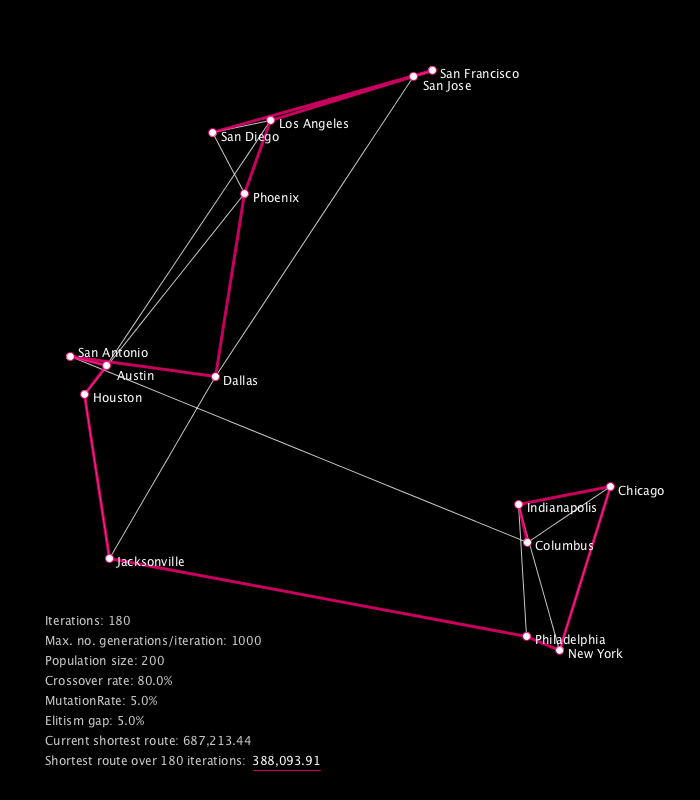 San Francisco
San Jose
Los Angeles
San Diego
Phoenix
San Antonio
Austin
Dallas
Houston
Chicago
Indianapolis
Columbus
Jacksonville
Philadelphia
New York
Iterations: 180
Max. no. generations/iteration: 1000
Population size: 200
Crossover rate: 80.0%
MutationRate: 5.0%
Elitism gap: 5.0%
Current shortest route: 687,213.44
Shortest route over 180 iterations: 388,093.91